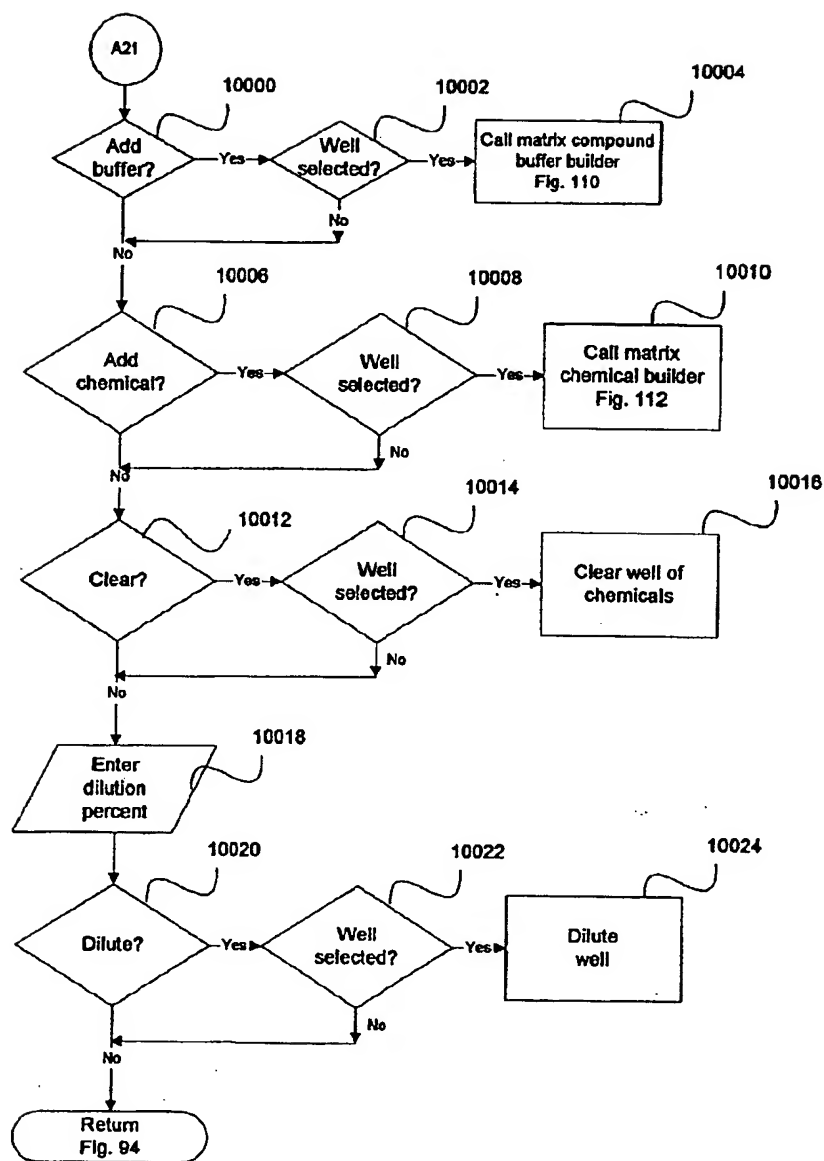 A21
10000
10002
10004
Add
buffer?
Yes
Well
selected?
Yes
Call matrix compound
buffer builder
Fig. 110
No
No
10006
10008
10010
Add
chemical?
Yes
Well
selected?
Yes
Call matrix
chemical builder
Fig. 112
No
No
10012
10014
10016
Clear?
Yes
Well
selected?
Yes
Clear well of
chemicals
No
No
10018
Enter
dilution
percent
10020
10022
10024
Dilute?
Yes
Well
selected?
Yes
Dilute
well
No
No
Return
Fig. 94